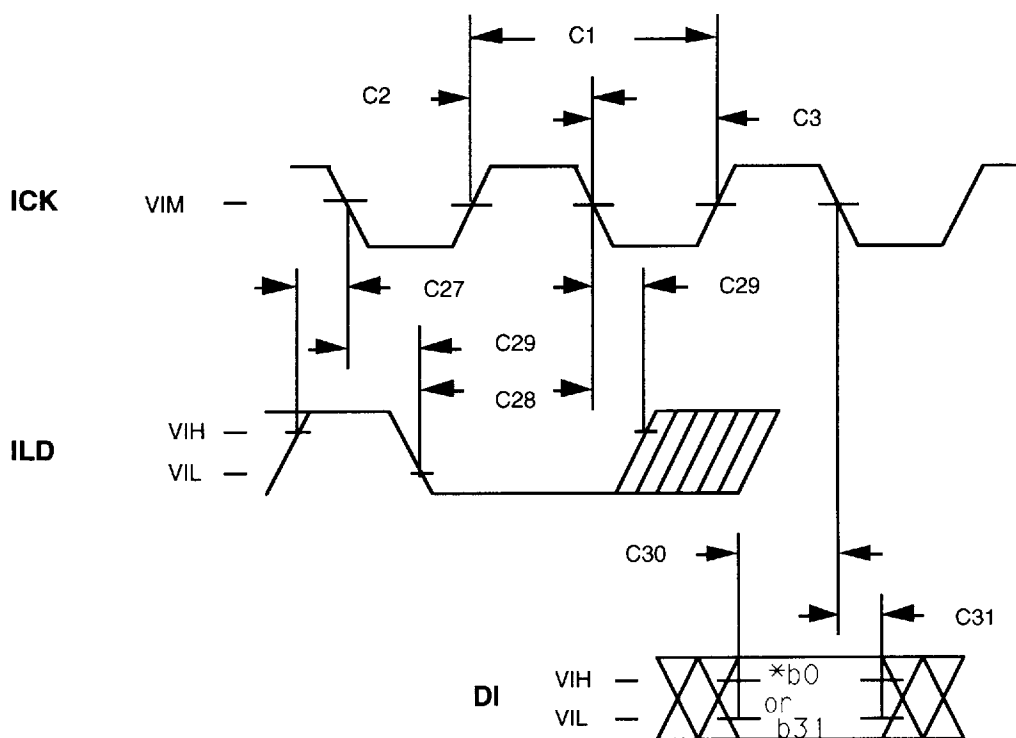 C1
C2
C3
ICK
VIM
C27
C29
C29
C28
VIH
ILD
VIL
C30
C31
VIH
*b0
DI
or
VIL
b31